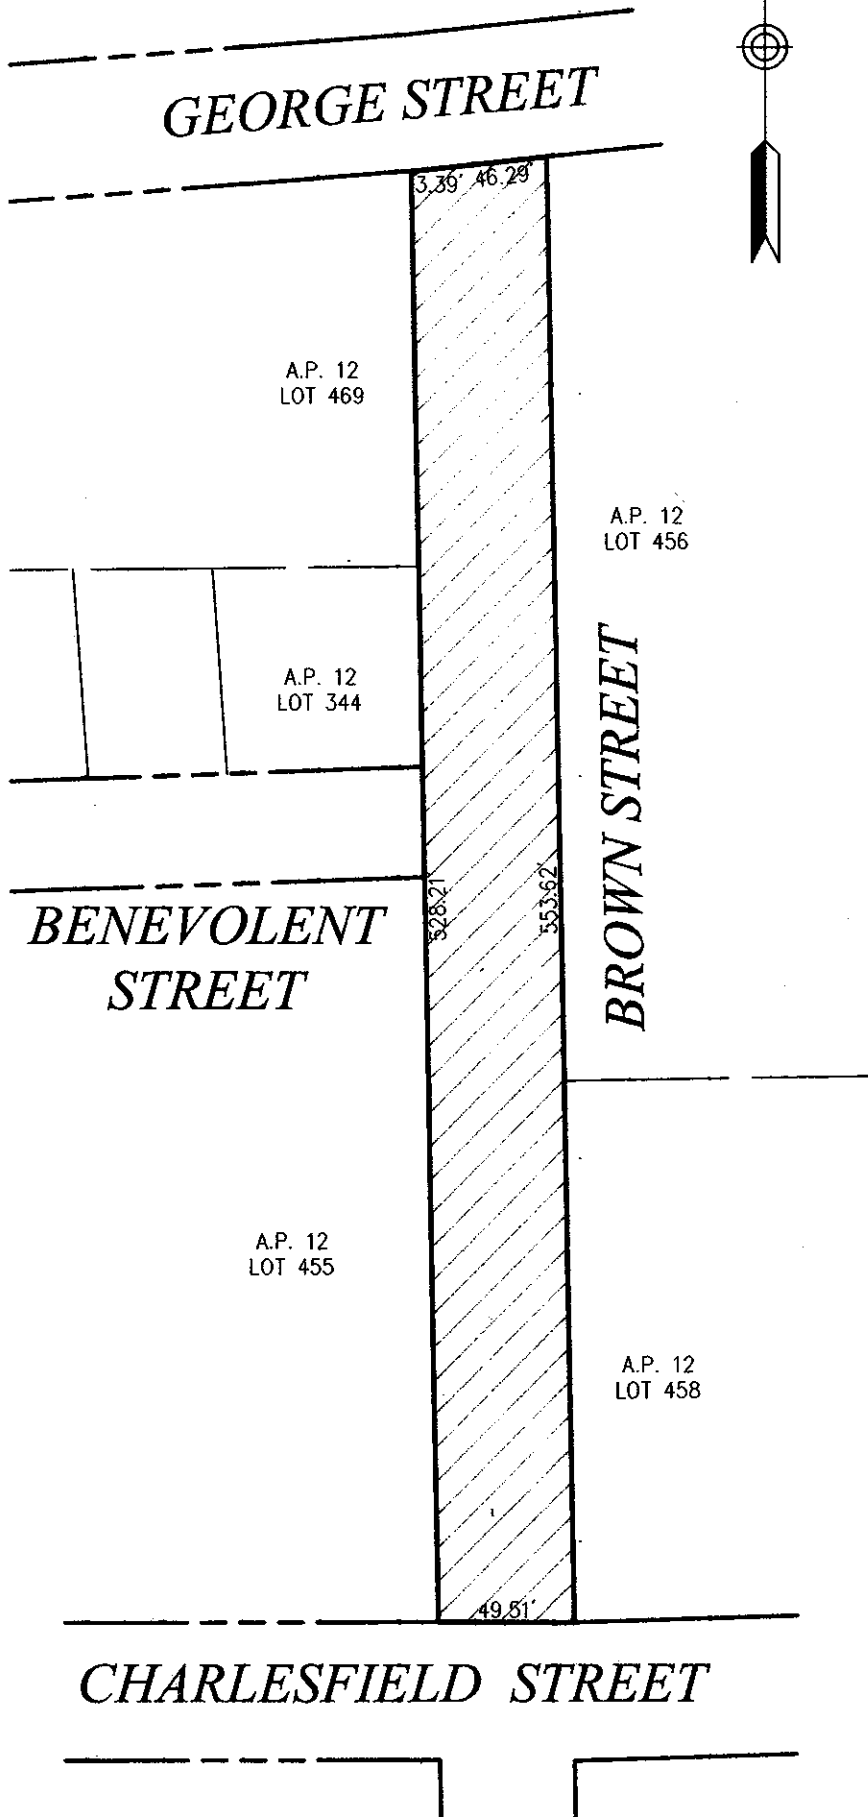 GEORGE STREET
3.39' 46.29'
A.P. 12
LOT 469
A.P. 12
LOT 456
A.P. 12
LOT 344
BROWN STREET
528.21'
553.62'
BENEVOLENT
STREET
A.P. 12
LOT 455
A.P. 12
LOT 458
49.51'
CHARLESFIELD STREET